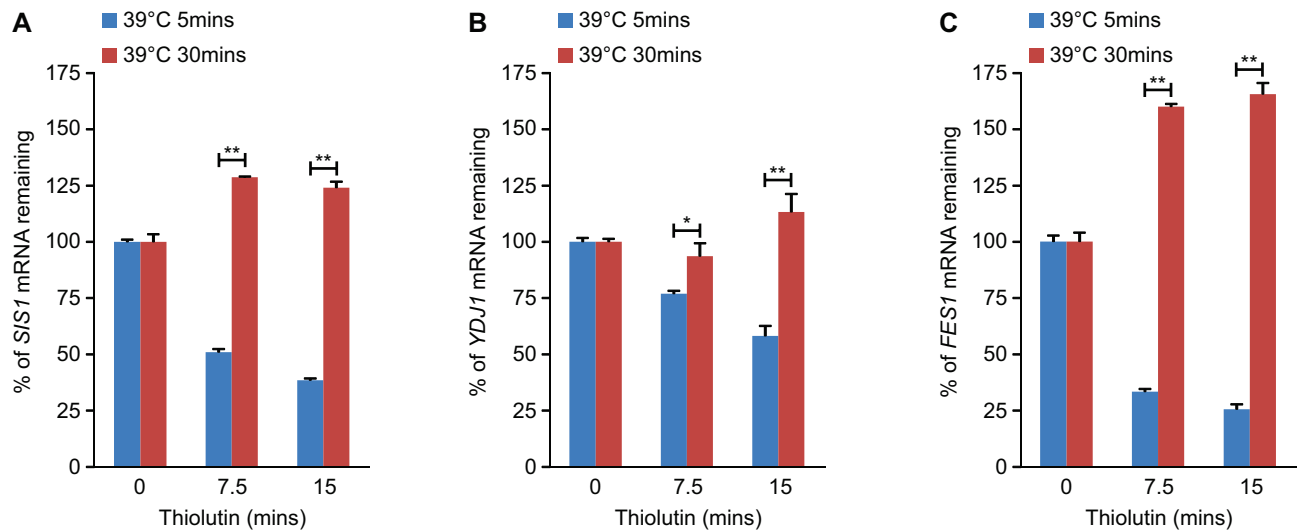 A
39°C 5mins
39°C 30mins
% of SIS1 mRNA remaining
175
150
125
100
75
50
25
0
**
**
0 7.5 15
Thiolutin (mins)
B
39°C 5mins
39°C 30mins
% of YDJ1 mRNA remaining
175
150
125
100
75
50
25
0
*
**
0 7.5 15
Thiolutin (mins)
C
39°C 5mins
39°C 30mins
% of FES1 mRNA remaining
175
150
125
100
75
50
25
0
**
**
0 7.5 15
Thiolutin (mins)